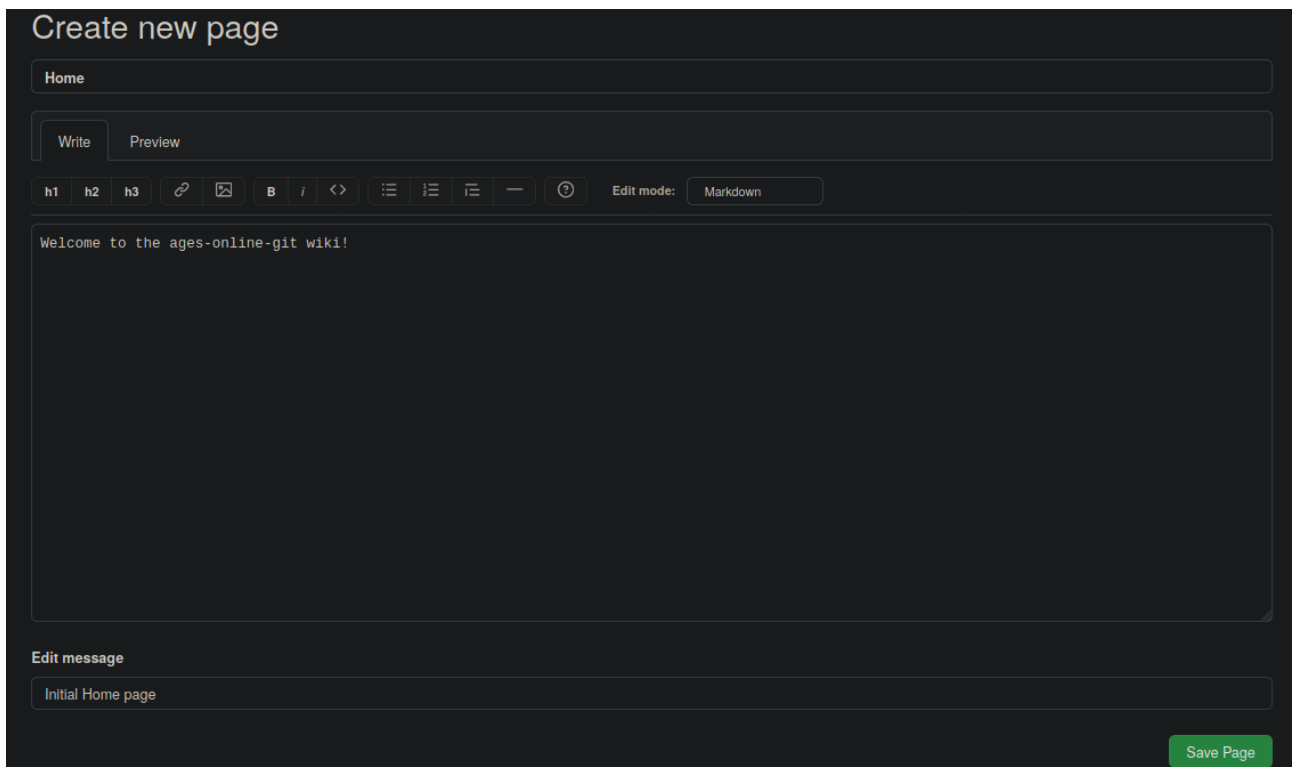 Create new page
Home
Write Preview
h1 h2 h3 B i <> Edit mode: Markdown
Welcome to the ages-online-git wiki!
Edit message
Initial Home page
Save Page